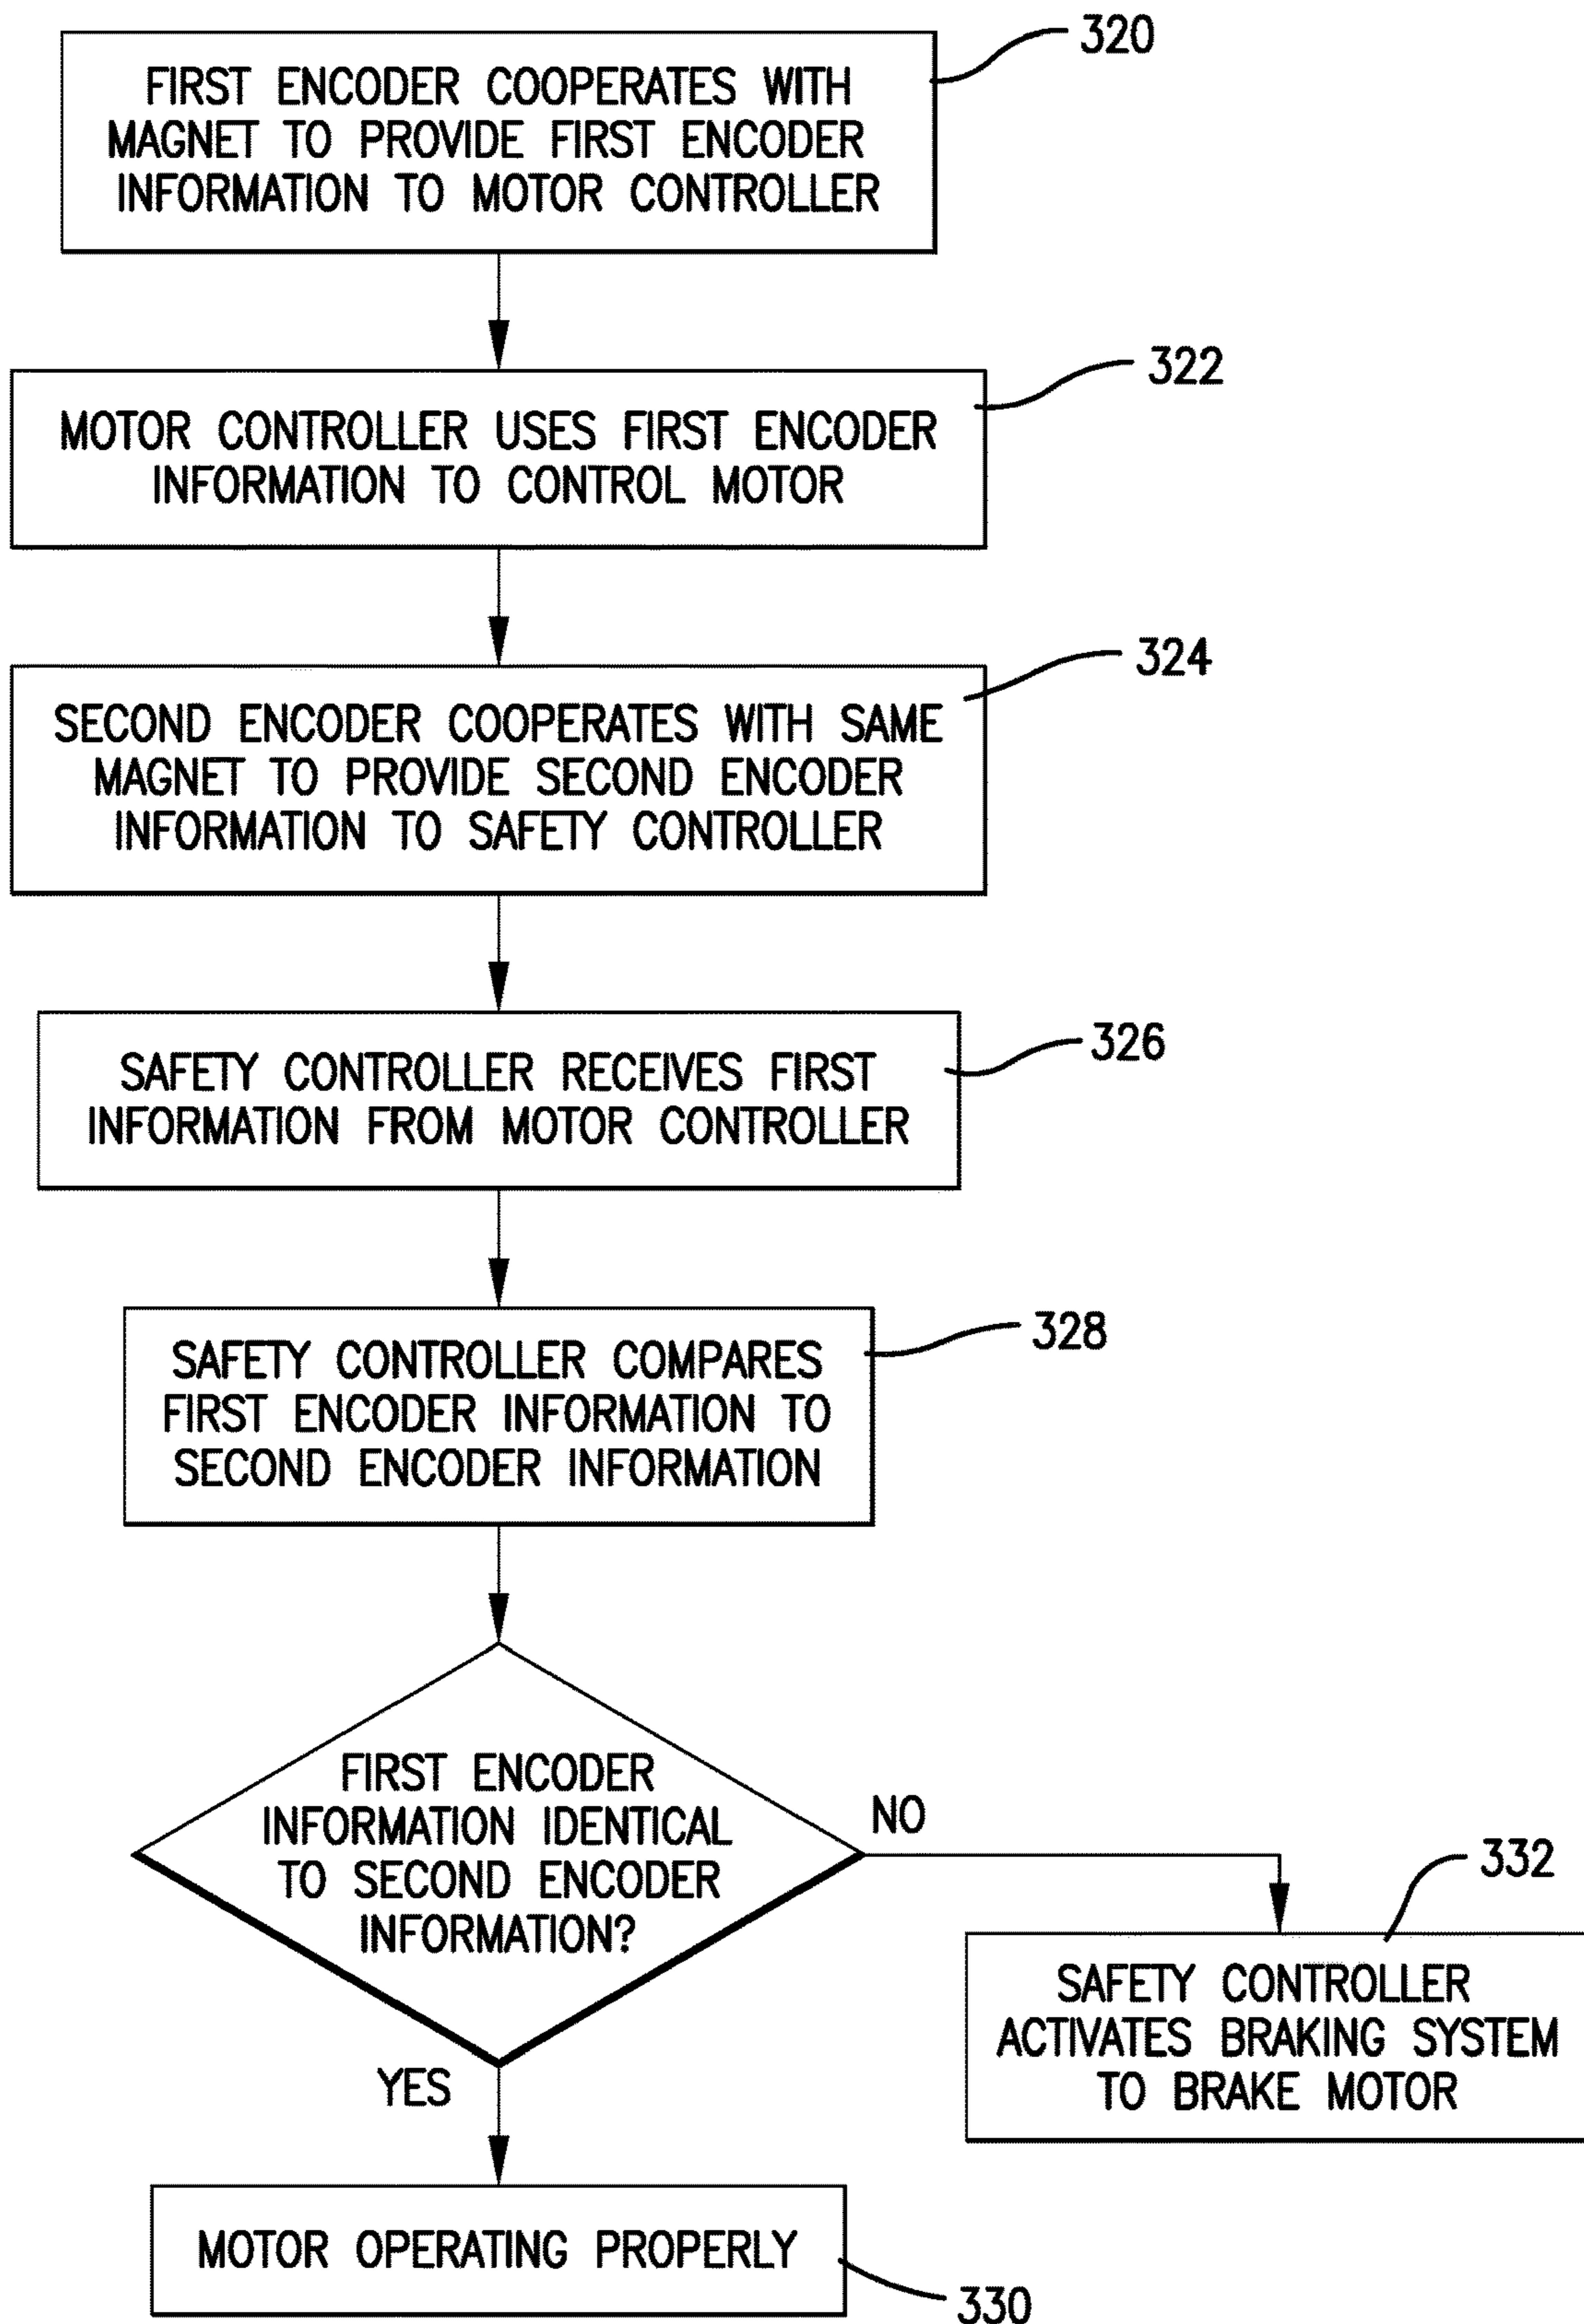 320
FIRST ENCODER COOPERATES WITH
MAGNET TO PROVIDE FIRST ENCODER
INFORMATION TO MOTOR CONTROLLER
322
MOTOR CONTROLLER USES FIRST ENCODER
INFORMATION TO CONTROL MOTOR
324
SECOND ENCODER COOPERATES WITH SAME
MAGNET TO PROVIDE SECOND ENCODER
INFORMATION TO SAFETY CONTROLLER
326
SAFETY CONTROLLER RECEIVES FIRST
INFORMATION FROM MOTOR CONTROLLER
328
SAFETY CONTROLLER COMPARES
FIRST ENCODER INFORMATION TO
SECOND ENCODER INFORMATION
FIRST ENCODER
INFORMATION IDENTICAL
TO SECOND ENCODER
INFORMATION?
NO
332
SAFETY CONTROLLER
ACTIVATES BRAKING SYSTEM
TO BRAKE MOTOR
YES
MOTOR OPERATING PROPERLY
330